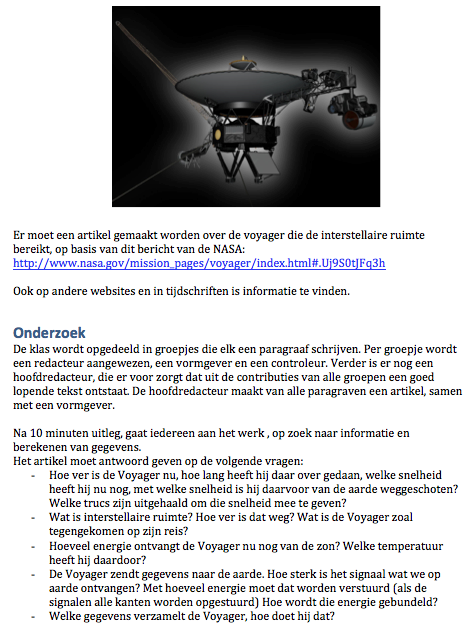 Er moet een artikel gemaakt worden over de voyager die de interstellaire ruimte
bereikt, op basis van dit bericht van de NASA:
http://www.nasa.gov/mission_pages/voyager/index.html#.Uj9S0tJFq3h
Ook op andere websites en in tijdschriften is informatie te vinden.
Onderzoek
De klas wordt opgedeeld in groepjes die elk een paragraaf schrijven. Per groepje wordt
een redacteur aangewezen, een vormgever en een controleur. Verder is er nog een
hoofdredacteur, die er voor zorgt dat uit de contributies van alle groepen een goed
lopende tekst ontstaat. De hoofdredacteur maakt van alle paragraven een artikel, samen
met een vormgever.
Na 10 minuten uitleg, gaat iedereen aan het werk , op zoek naar informatie en
berekenen van gegevens.
Het artikel moet antwoord geven op de volgende vragen:
- Hoe ver is de Voyager nu, hoe lang heeft hij daar over gedaan, welke snelheid
heeft hij nu nog, met welke snelheid is hij daarvoor van de aarde weggeschoten?
Welke trucs zijn uitgehaald om die snelheid mee te geven?
- Wat is interstellaire ruimte? Hoe ver is dat weg? Wat is de Voyager zoal
tegengekomen op zijn reis?
- Hoeveel energie ontvangt de Voyager nu nog van de zon? Welke temperatuur
heeft hij daardoor?
- De Voyager zendt gegevens naar de aarde. Hoe sterk is het signaal wat we op
aarde ontvangen? Met hoeveel energie moet dat worden verstuurd (als de
signalen alle kanten worden opgestuurd) Hoe wordt die energie gebundeld?
- Welke gegevens verzamelt de Voyager, hoe doet hij dat?